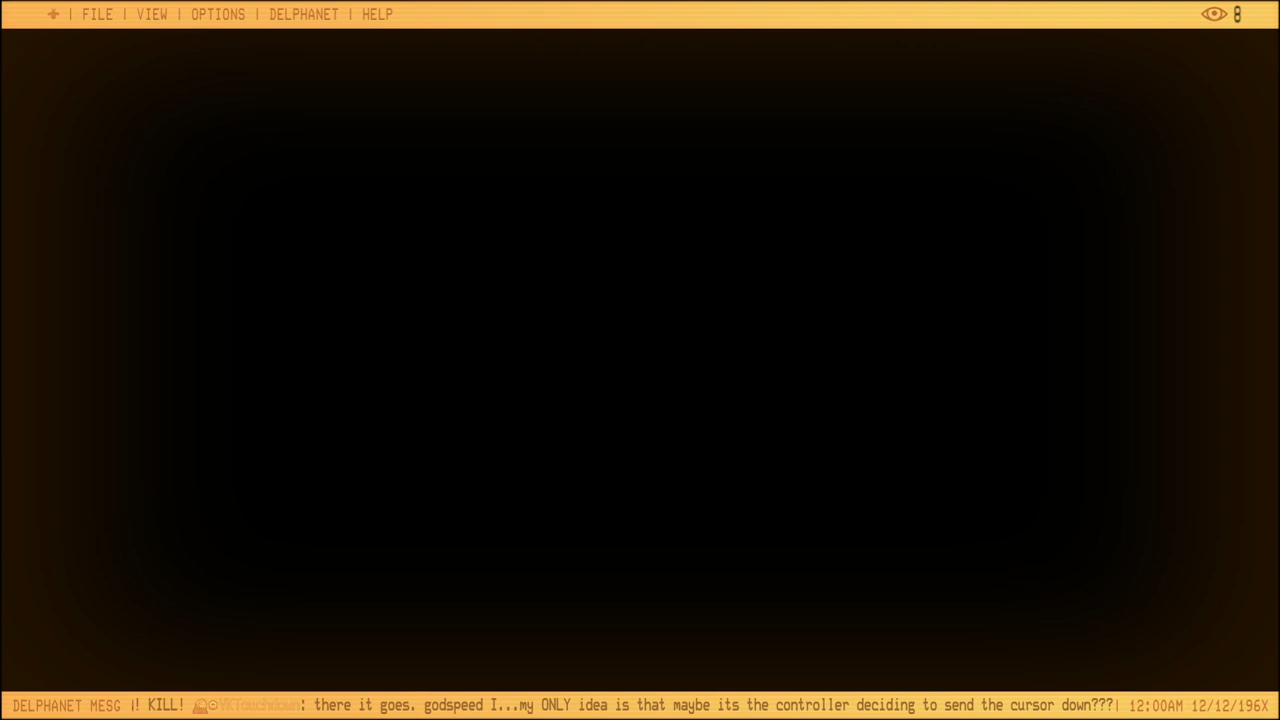 | FILE | VIEW | OPTIONS | DELPHANET | HELP
8
DELPHANET MESG ¡! KILL! : there it goes. godspeed I...my ONLY idea is that maybe its the controller deciding to send the cursor down???| 12:00AM 12/12/196X